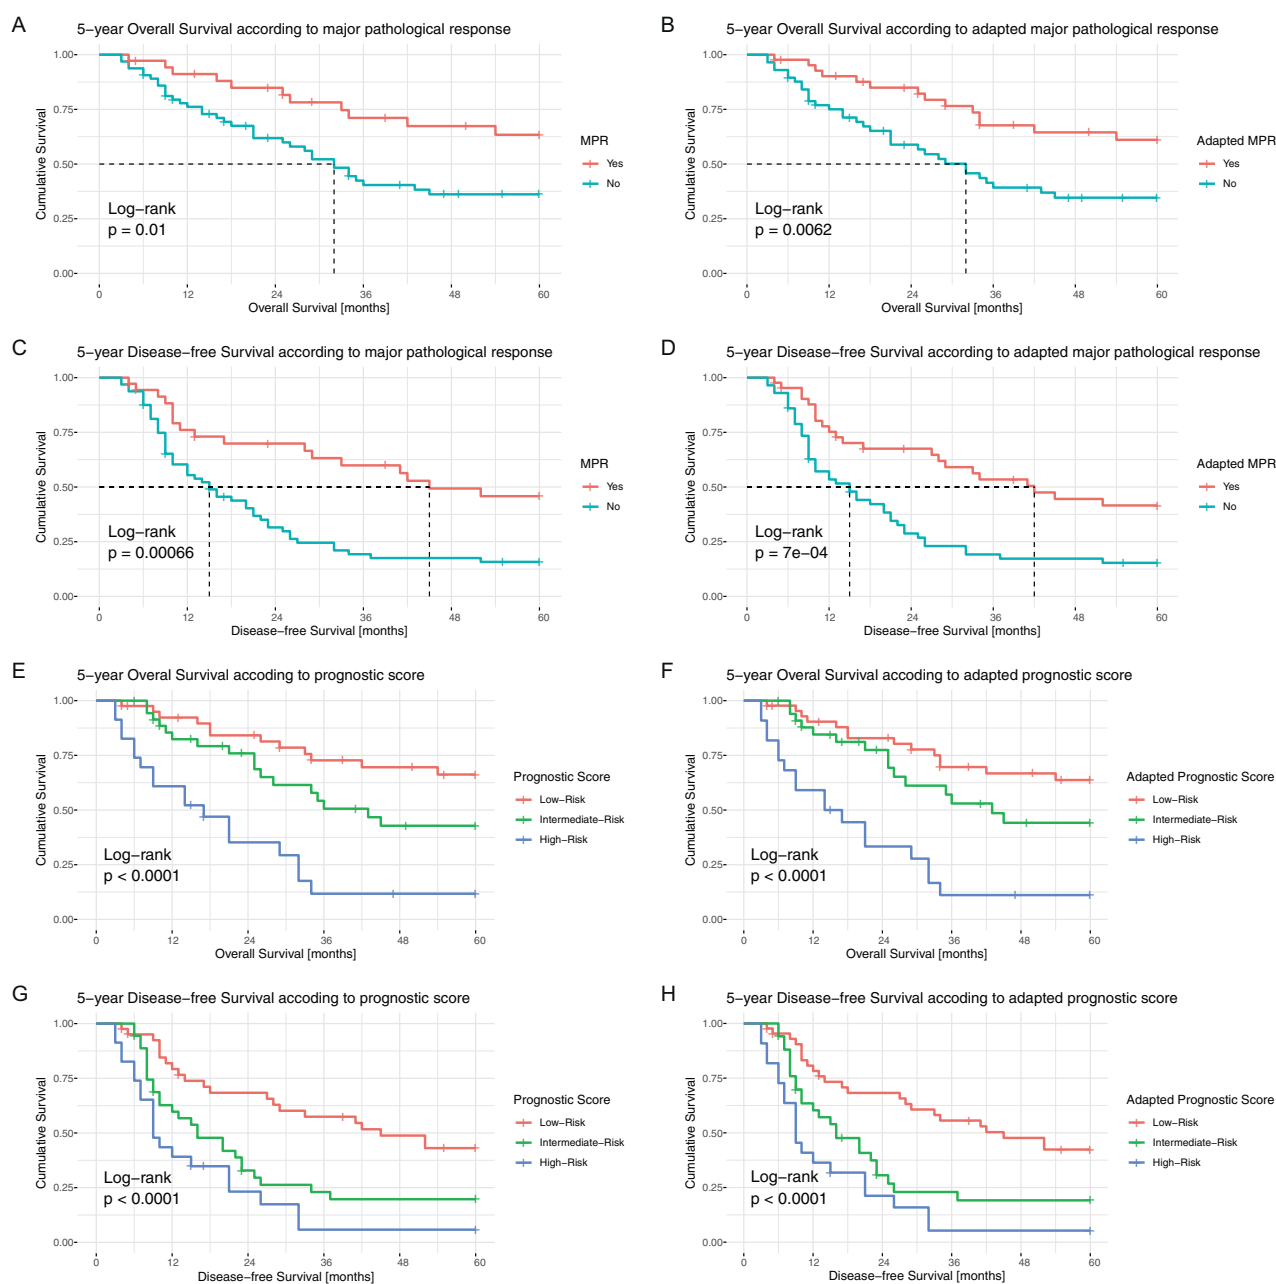 A
5−year Overall Survival according to major pathological response
Cumulative Survival
1.00
0.75
0.50
0.25
0.00
Log−rank
p = 0.01
0 12 24 36 48 60
Overall Survival [months]
MPR
Yes
No
B
5−year Overall Survival according to adapted major pathological response
Cumulative Survival
1.00
0.75
0.50
0.25
0.00
Log−rank
p = 0.0062
0 12 24 36 48 60
Overall Survival [months]
Adapted MPR
Yes
No
C
5−year Disease−free Survival according to major pathological response
Cumulative Survival
1.00
0.75
0.50
0.25
0.00
Log−rank
p = 0.00066
0 12 24 36 48 60
Disease−free Survival [months]
MPR
Yes
No
D
5−year Disease−free Survival according to adapted major pathological response
Cumulative Survival
1.00
0.75
0.50
0.25
0.00
Log−rank
p = 7e−04
0 12 24 36 48 60
Disease−free Survival [months]
Adapted MPR
Yes
No
E
5−year Overal Survival accoding to prognostic score
Cumulative Survival
1.00
0.75
0.50
0.25
0.00
Log−rank
p < 0.0001
0 12 24 36 48 60
Overall Survival [months]
Prognostic Score
Low−Risk
Intermediate−Risk
High−Risk
F
5−year Overal Survival accoding to adapted prognostic score
Cumulative Survival
1.00
0.75
0.50
0.25
0.00
Log−rank
p < 0.0001
0 12 24 36 48 60
Overall Survival [months]
Adapted Prognostic Score
Low−Risk
Intermediate−Risk
High−Risk
G
5−year Disease−free Survival accoding to prognostic score
Cumulative Survival
1.00
0.75
0.50
0.25
0.00
Log−rank
p < 0.0001
0 12 24 36 48 60
Disease−free Survival [months]
Prognostic Score
Low−Risk
Intermediate−Risk
High−Risk
H
5−year Disease−free Survival accoding to adapted prognostic score
Cumulative Survival
1.00
0.75
0.50
0.25
0.00
Log−rank
p < 0.0001
0 12 24 36 48 60
Disease−free Survival [months]
Adapted Prognostic Score
Low−Risk
Intermediate−Risk
High−Risk